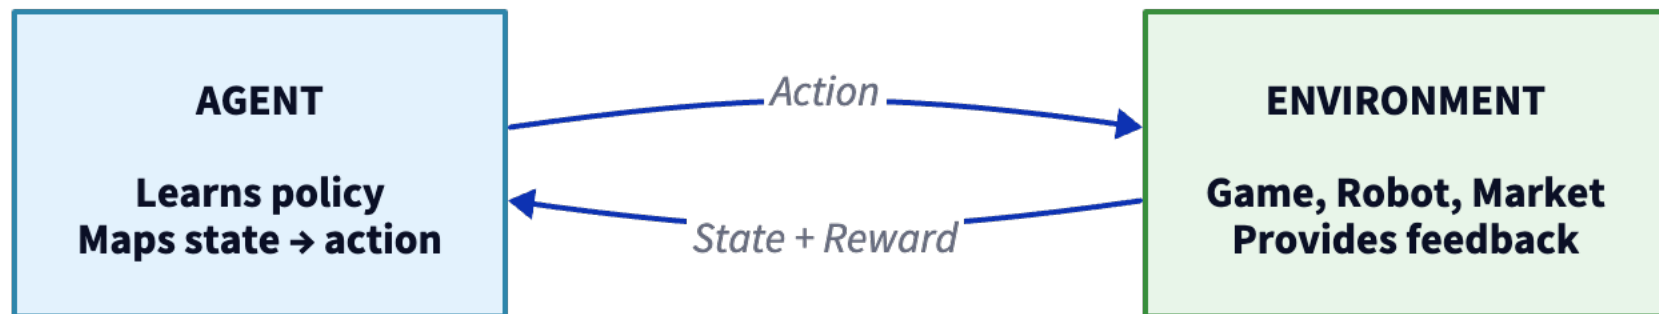 AGENT
Learns policy
Maps state → action
Action
State + Reward
ENVIRONMENT
Game, Robot, Market
Provides feedback